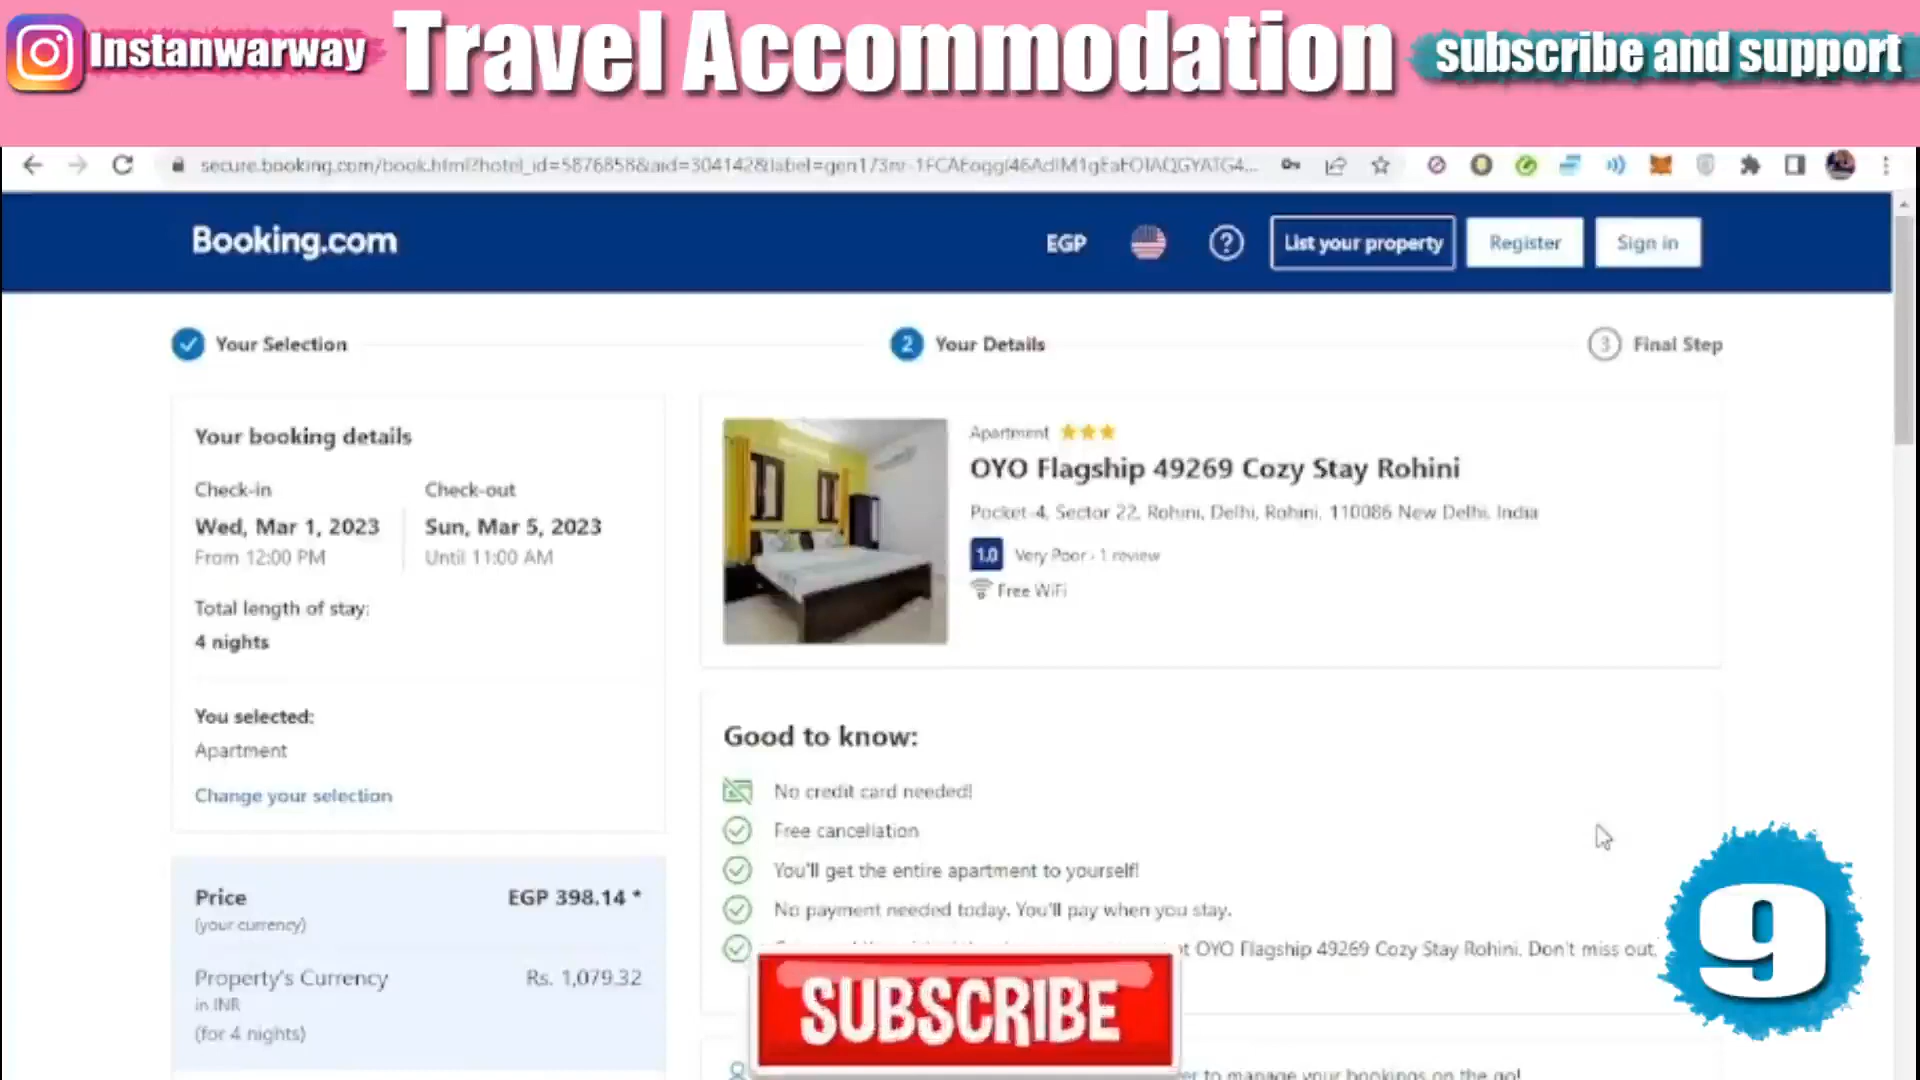 Instanwarway
Travel Accommodation
subscribe and support
Booking.com
EGP
List your property
Register
Sign in
Your Selection
2 Your Details
3 Final Step
Your booking details
Check-in
Wed, Mar 1, 2023
From 12:00 PM
Check-out
Sun, Mar 5, 2023
Until 11:00 AM
Total length of stay:
4 nights
You selected:
Apartment
Change your selection
Price
EGP 398.14 *
(your currency)
Property's Currency
Rs. 1,079.32
in INR
(for 4 nights)
Apartment
OYO Flagship 49269 Cozy Stay Rohini
Pocket-4, Sector 22, Rohini, Delhi, Rohini, 110086 New Delhi, India
1.0 Very Poor · 1 review
Free WiFi
Good to know:
No credit card needed!
Free cancellation
You'll get the entire apartment to yourself!
No payment needed today. You'll pay when you stay.
OYO Flagship 49269 Cozy Stay Rohini. Don't miss out.
to manage your bookings on the go!
SUBSCRIBE
9